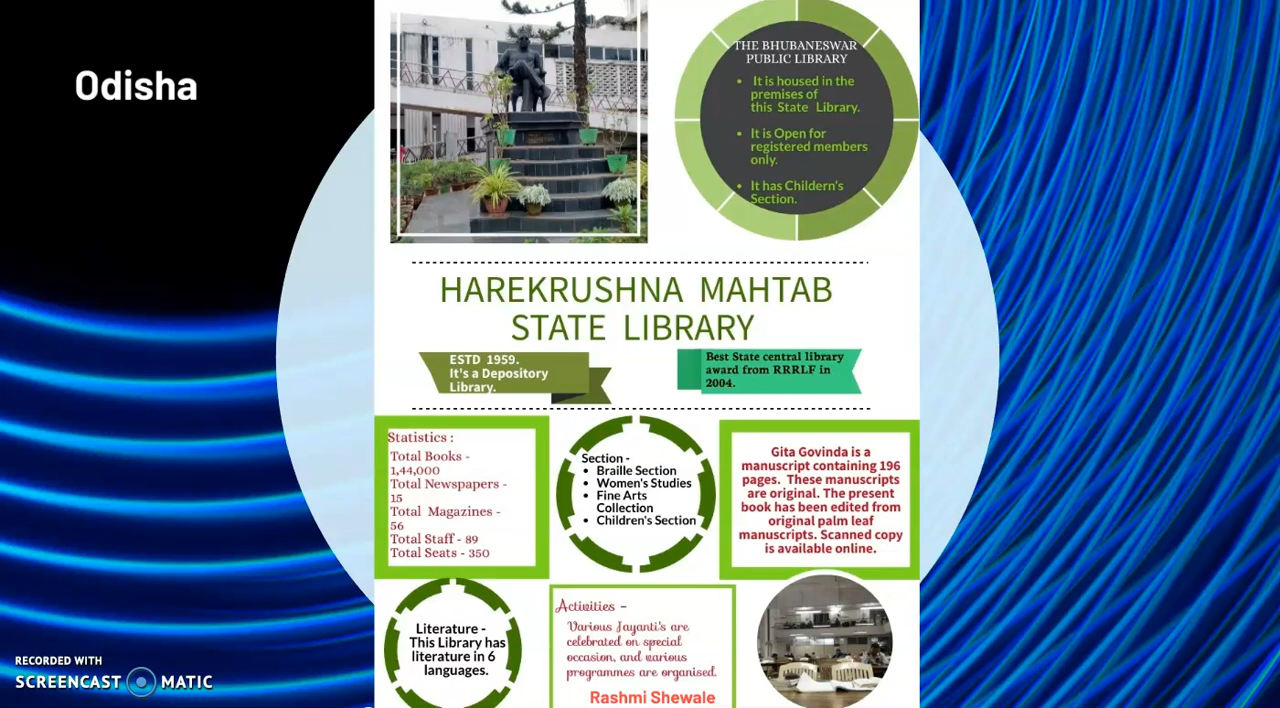 Odisha
THE BHUBANESWAR
PUBLIC LIBRARY
• It is housed in the
premises of
this State Library.
• It is Open for
registered members
only.
• It has Childern's
Section.
HAREKRUSHNA MAHTAB
STATE LIBRARY
ESTD 1959.
It's a Depository
Library.
Best State central library
award from RRRLF in
2004.
Statistics :
Total Books -
1,44,000
Total Newspapers -
15
Total Magazines -
56
Total Staff - 89
Total Seats - 350
Section -
• Braille Section
• Women's Studies
• Fine Arts
Collection
• Children's Section
Gita Govinda is a
manuscript containing 196
pages. These manuscripts
are original. The present
book has been edited from
original palm leaf
manuscripts. Scanned copy
is available online.
Literature -
This Library has
literature in 6
languages.
Activities -
Various Jayanti's are
celebrated on special
occasion, and various
programmes are organised.
Rashmi Shewale
RECORDED WITH
SCREENCAST MATIC